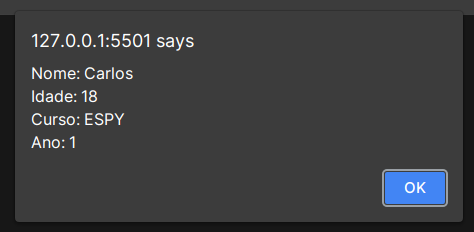 127.0.0.1:5501 says
Nome: Carlos
Idade: 18
Curso: ESPY
Ano: 1
OK